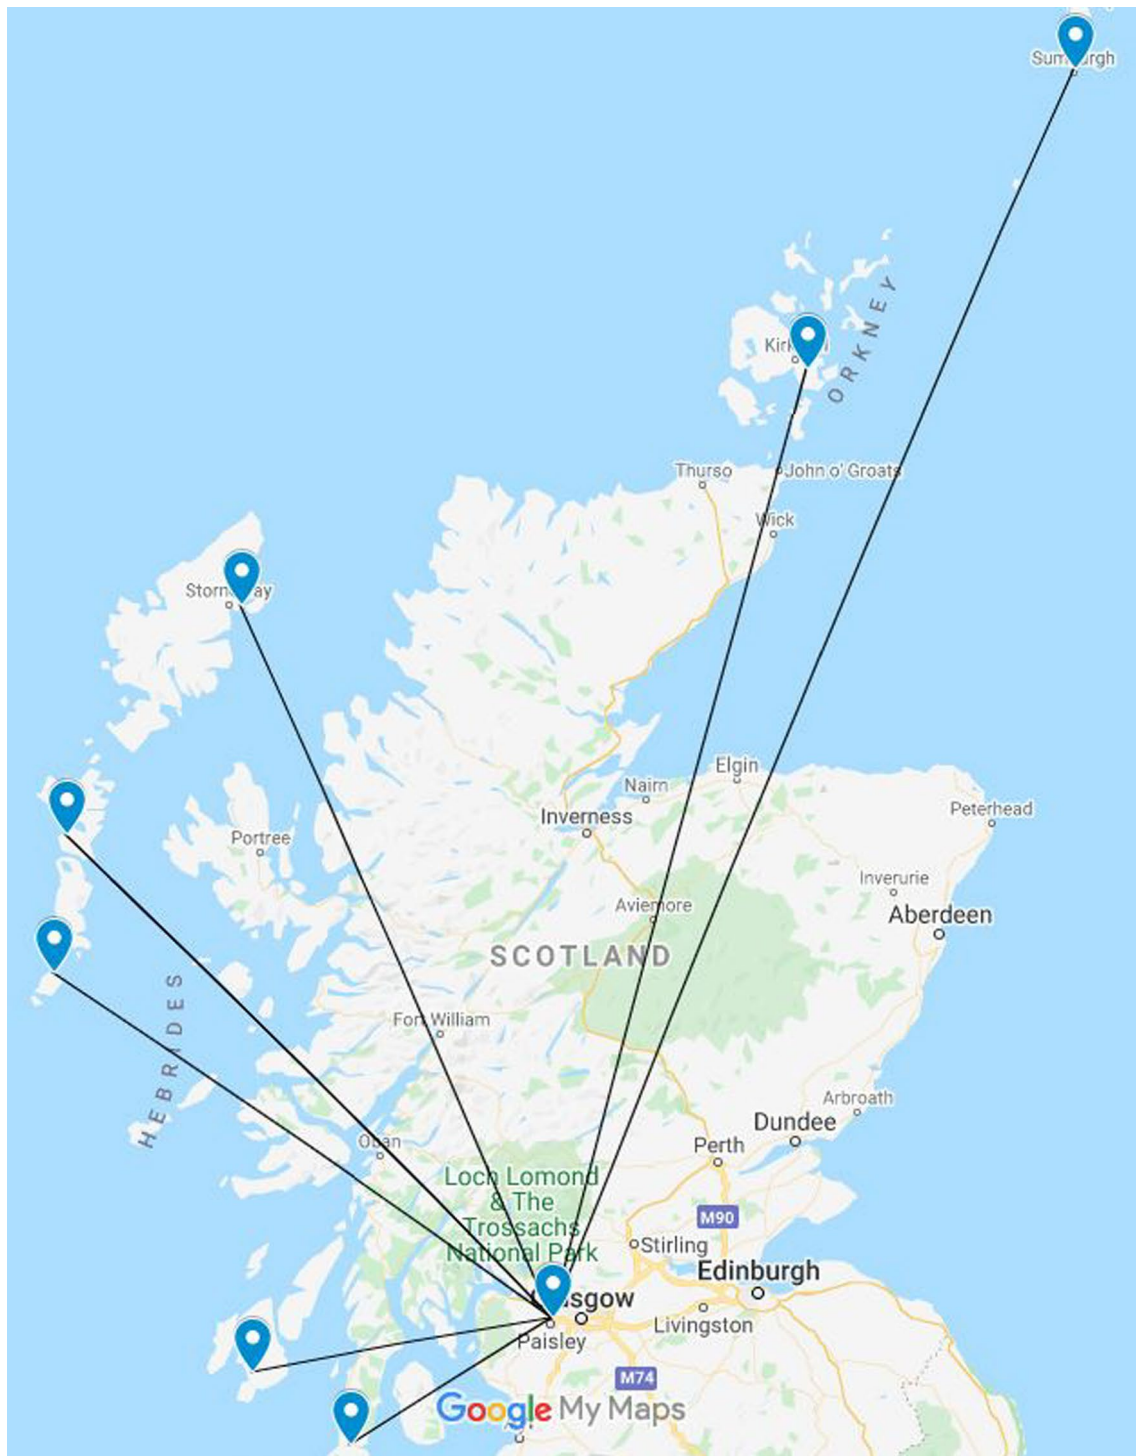 ORKNEY
Thurso
John o' Groats
Wick
Elgin
Nairn
Inverness
Peterhead
Portree
Inverurie
Aviemore
Aberdeen
SCOTLAND
HEBRIDES
Fort William
Arbroath
Dundee
Oban
Perth
Loch Lomond
& The
Trossachs
National Park
M90
Stirling
Edinburgh
Livingston
Paisley
M74
Google My Maps